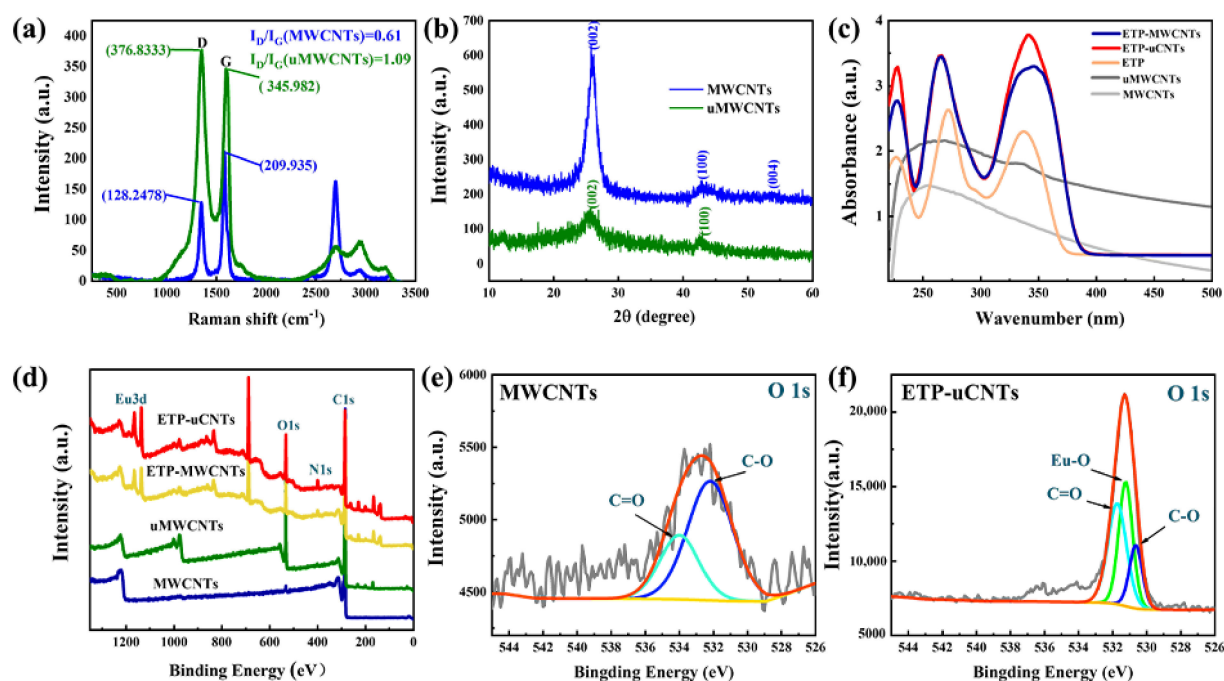 (a)
(376.8333)
D
G
I_D/I_G(MWCNTs)=0.61
I_D/I_G(uMWCNTs)=1.09
( 345.982)
(209.935)
(128.2478)
400
350
300
250
200
150
100
50
0
Intensity (a.u.)
500 1000 1500 2000 2500 3000 3500
Raman shift (cm⁻¹)
(b)
(002)
MWCNTs
uMWCNTs
(100)
(004)
(002)
(100)
700
600
500
400
300
200
100
0
Intensity (a.u.)
10 20 30 40 50 60
2θ (degree)
(c)
ETP-MWCNTs
ETP-uCNTs
ETP
uMWCNTs
MWCNTs
4
3
2
1
Absorbance (a.u.)
250 300 350 400 450 500
Wavenumber (nm)
(d)
Eu3d
ETP-uCNTs
O1s
C1s
N1s
ETP-MWCNTs
uMWCNTs
MWCNTs
Intensity (a.u.)
1200 1000 800 600 400 200 0
Binding Energy (eV)
(e)
MWCNTs
O 1s
C-O
C=O
6000
5500
5000
4500
Intensity (a.u.)
544 542 540 538 536 534 532 530 528 526
Bingding Energy (eV)
(f)
ETP-uCNTs
O 1s
Eu-O
C=O
C-O
20,000
15,000
10,000
5000
Intensity(a.u.)
544 542 540 538 536 534 532 530 528 526
Bingding Energy (eV)